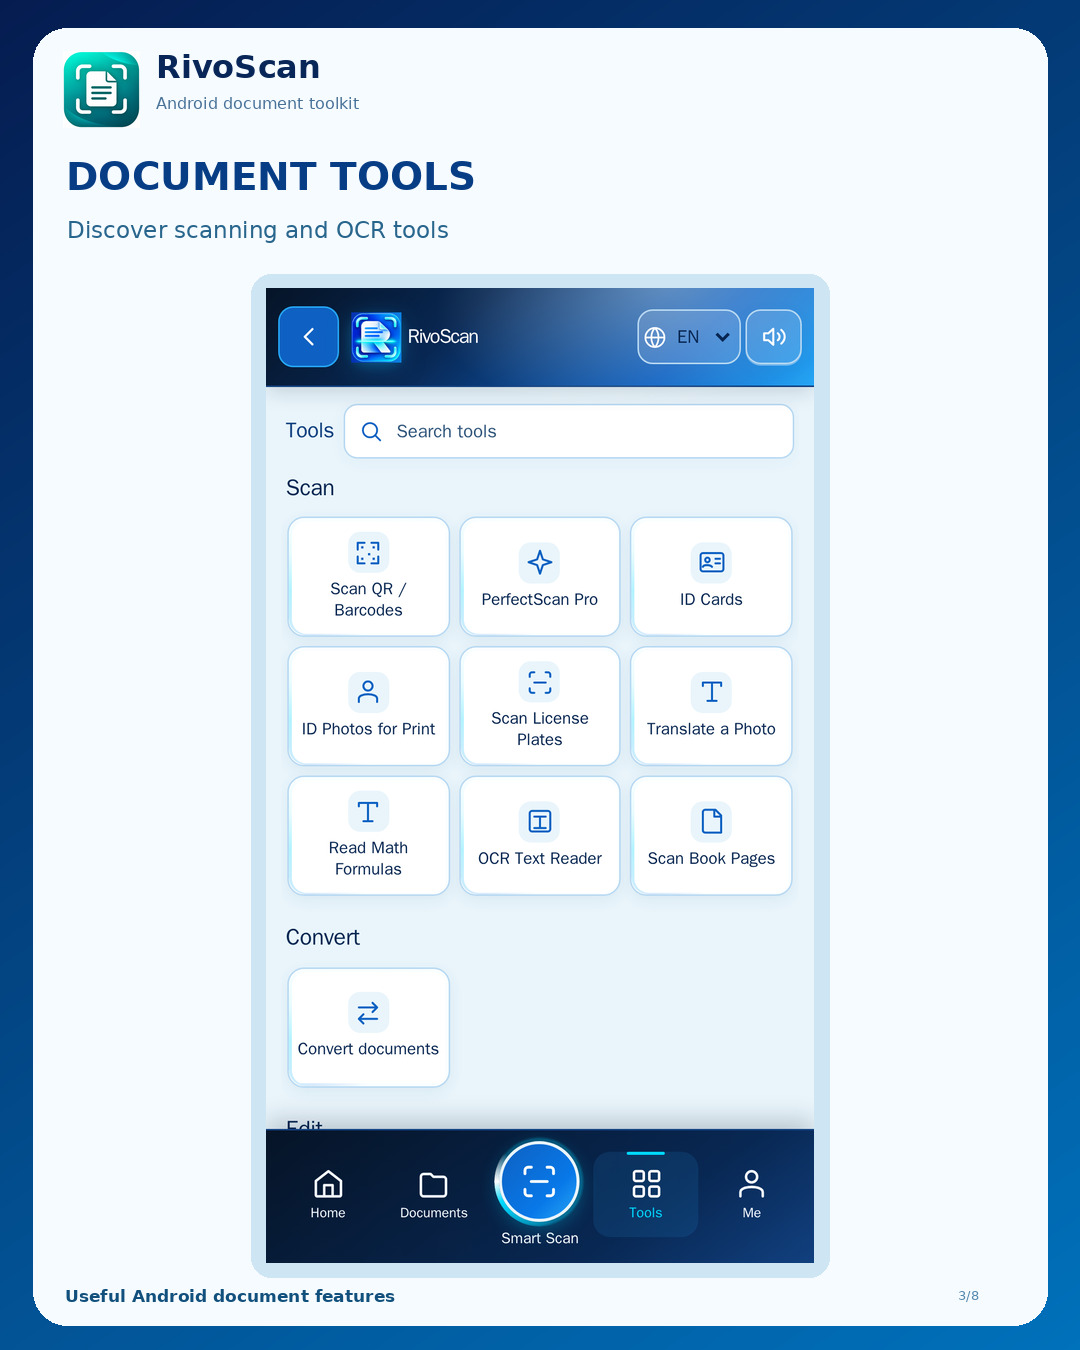 RivoScan
Android document toolkit
DOCUMENT TOOLS
Discover scanning and OCR tools
RivoScan
EN
Tools
Search tools
Scan
Scan QR /
Barcodes
PerfectScan Pro
ID Cards
ID Photos for Print
Scan License
Plates
Translate a Photo
Read Math
Formulas
OCR Text Reader
Scan Book Pages
Convert
Convert documents
Edit
Home
Documents
Smart Scan
Tools
Me
Useful Android document features
3/8